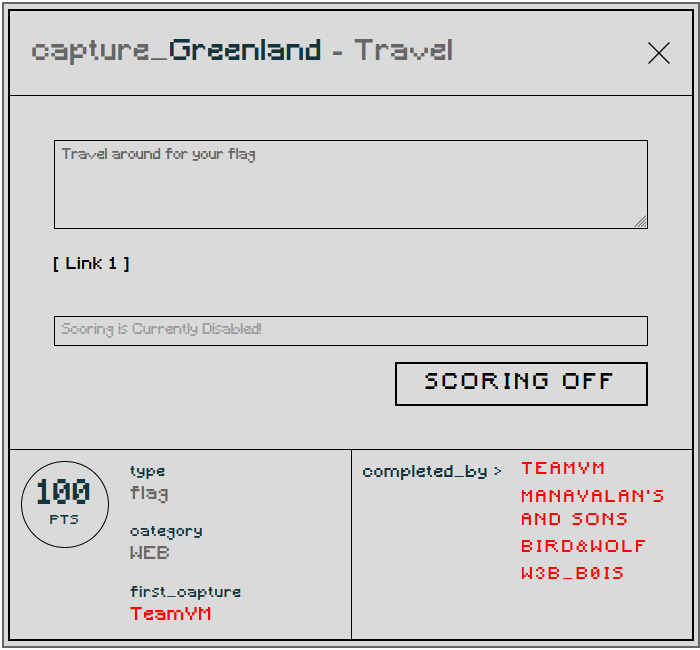 capture_Greenland - Travel
Travel around for your flag
[ Link 1 ]
Scoring is Currently Disabled!
SCORING OFF
100
PTS
type
flag
category
WEB
first_capture
TeamVM
completed_by >
TEAMVM
MANAVALAN'S
AND SONS
BIRD&WOLF
W3B_B0IS